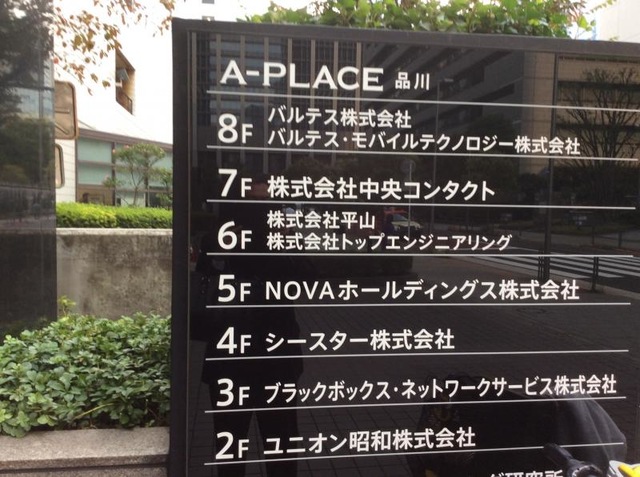 A-PLACE 品川
8F バルテス株式会社
バルテス・モバイルテクノロジー株式会社
7F 株式会社中央コンタクト
6F 株式会社平山
株式会社トップエンジニアリング
5F NOVAホールディングス株式会社
4F シースター株式会社
3F ブラックボックス・ネットワークサービス株式会社
2F ユニオン昭和株式会社